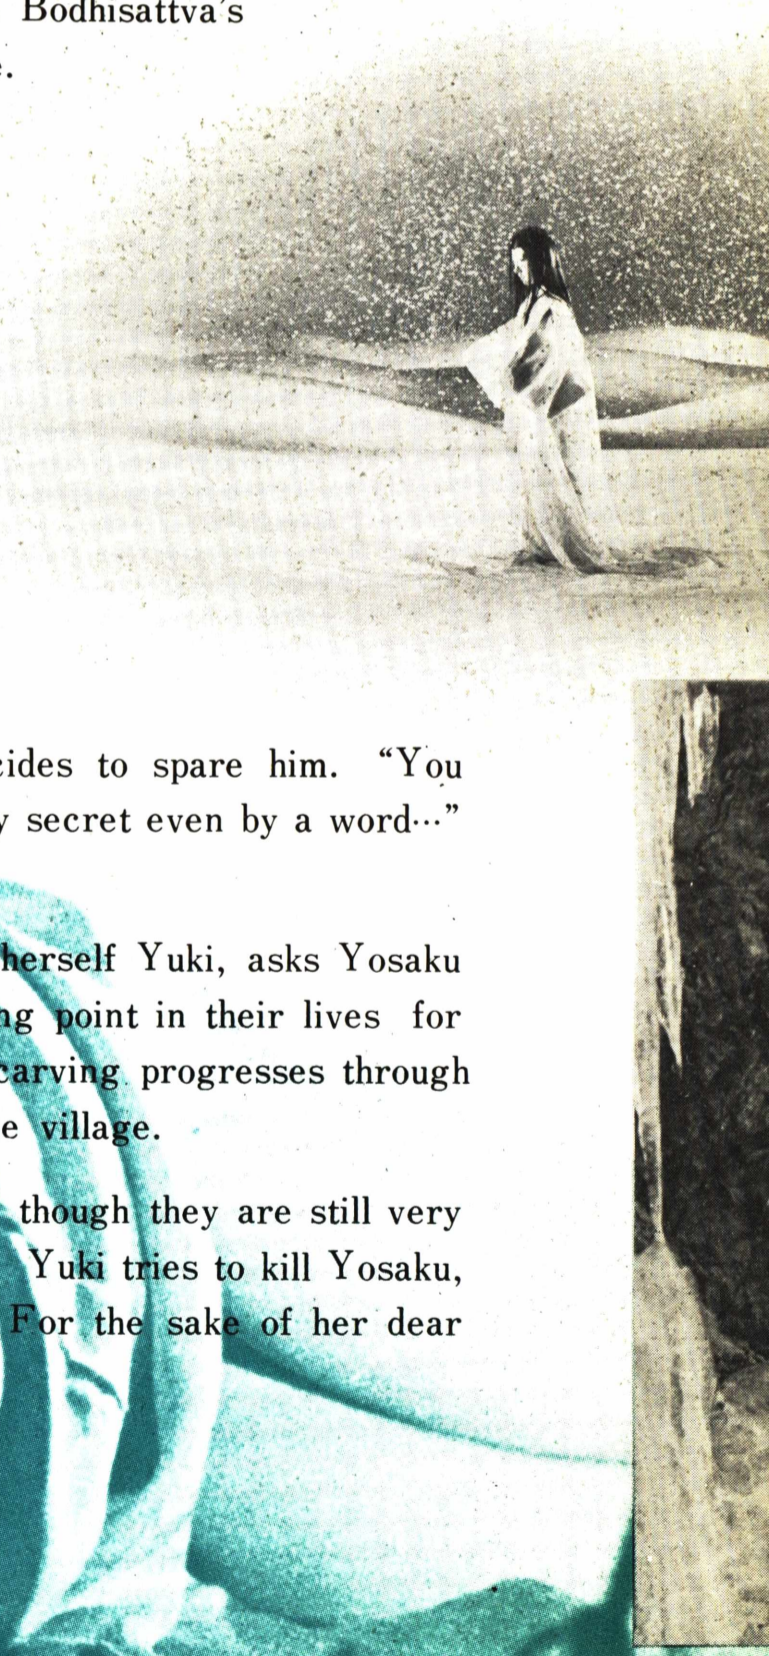 Bodhisattva's
cides to spare him. “You
secret even by a word…”
herself Yuki, asks Yosaku
point in their lives for
carving progresses through
village.
though they are still very
Yuki tries to kill Yosaku,
For the sake of her dear